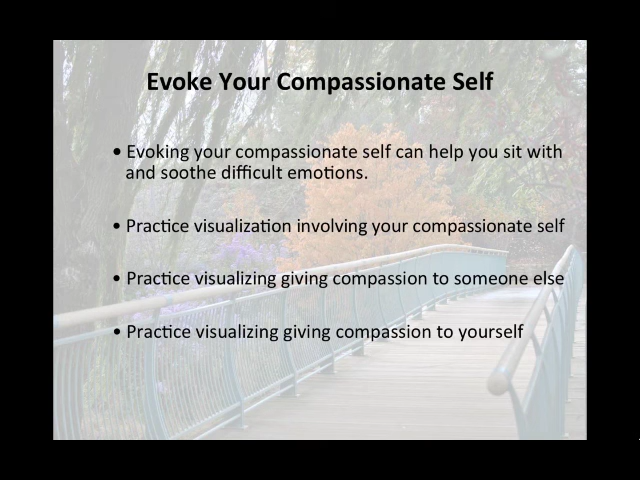 Evoke Your Compassionate Self
• Evoking your compassionate self can help you sit with
and soothe difficult emotions.
• Practice visualization involving your compassionate self
• Practice visualizing giving compassion to someone else
• Practice visualizing giving compassion to yourself